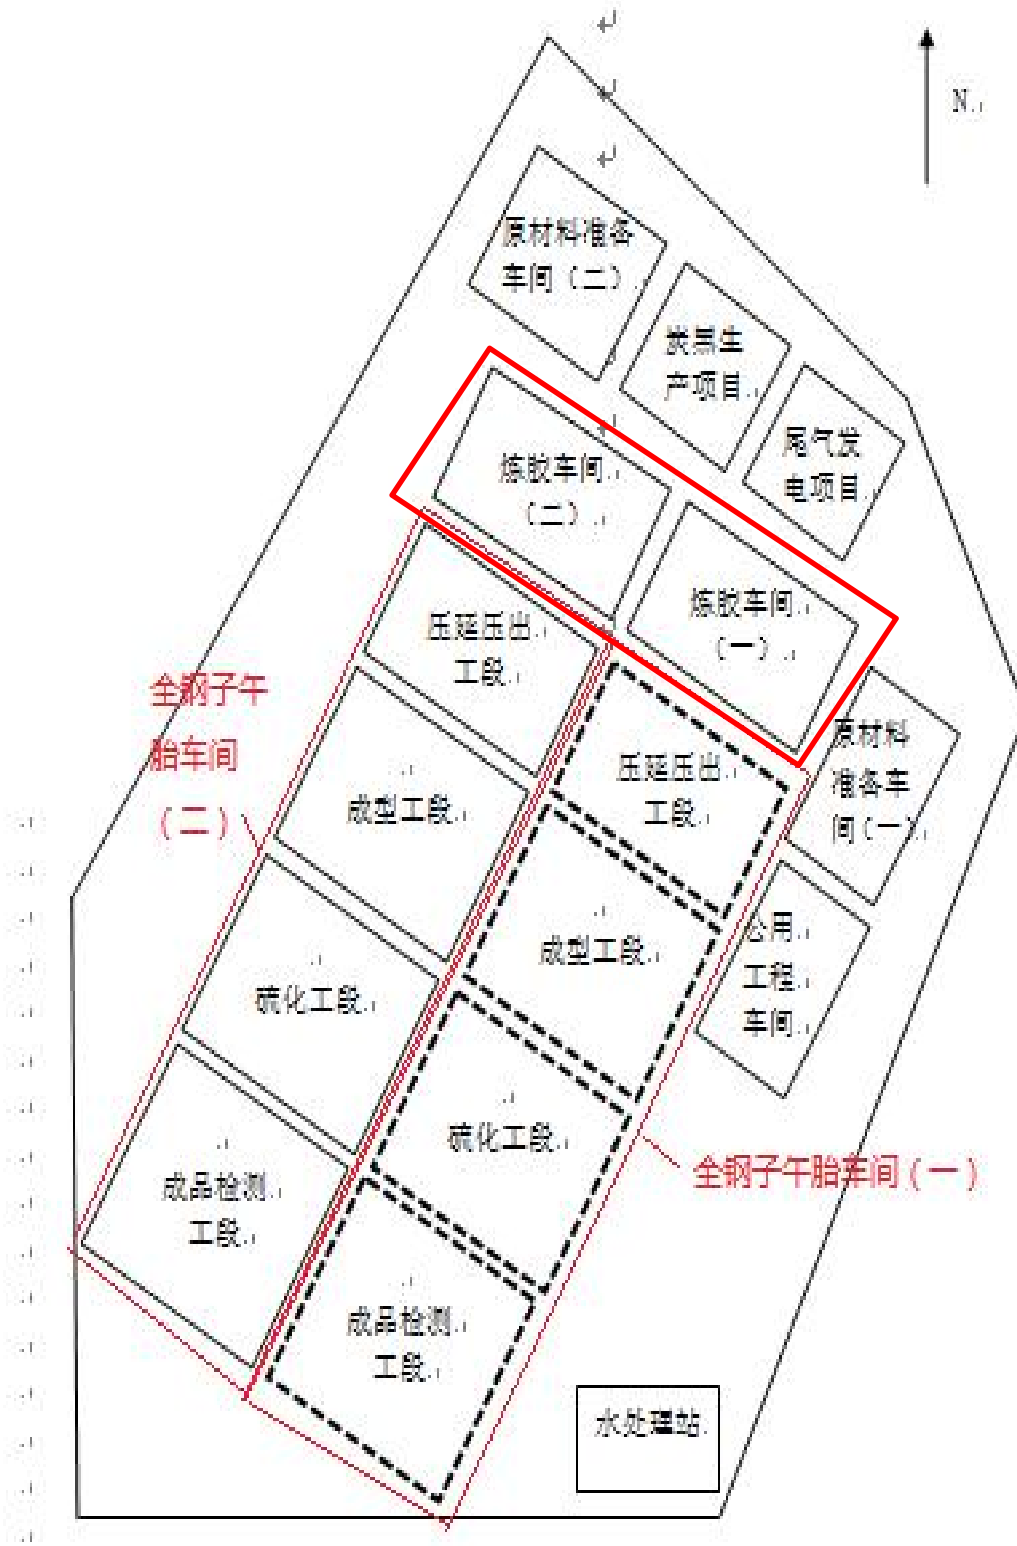 N
原材料准备
车间（二）
炭黑生
产项目
尾气发
电项目
炼胶车间
（二）
炼胶车间
（一）
压延压出
工段
全钢子午
胎车间
（二）
压延压出
工段
原材料
准备车
间（一）
成型工段
成型工段
公用
工程
车间
硫化工段
硫化工段
全钢子午胎车间（一）
成品检测
工段
成品检测
工段
水处理站